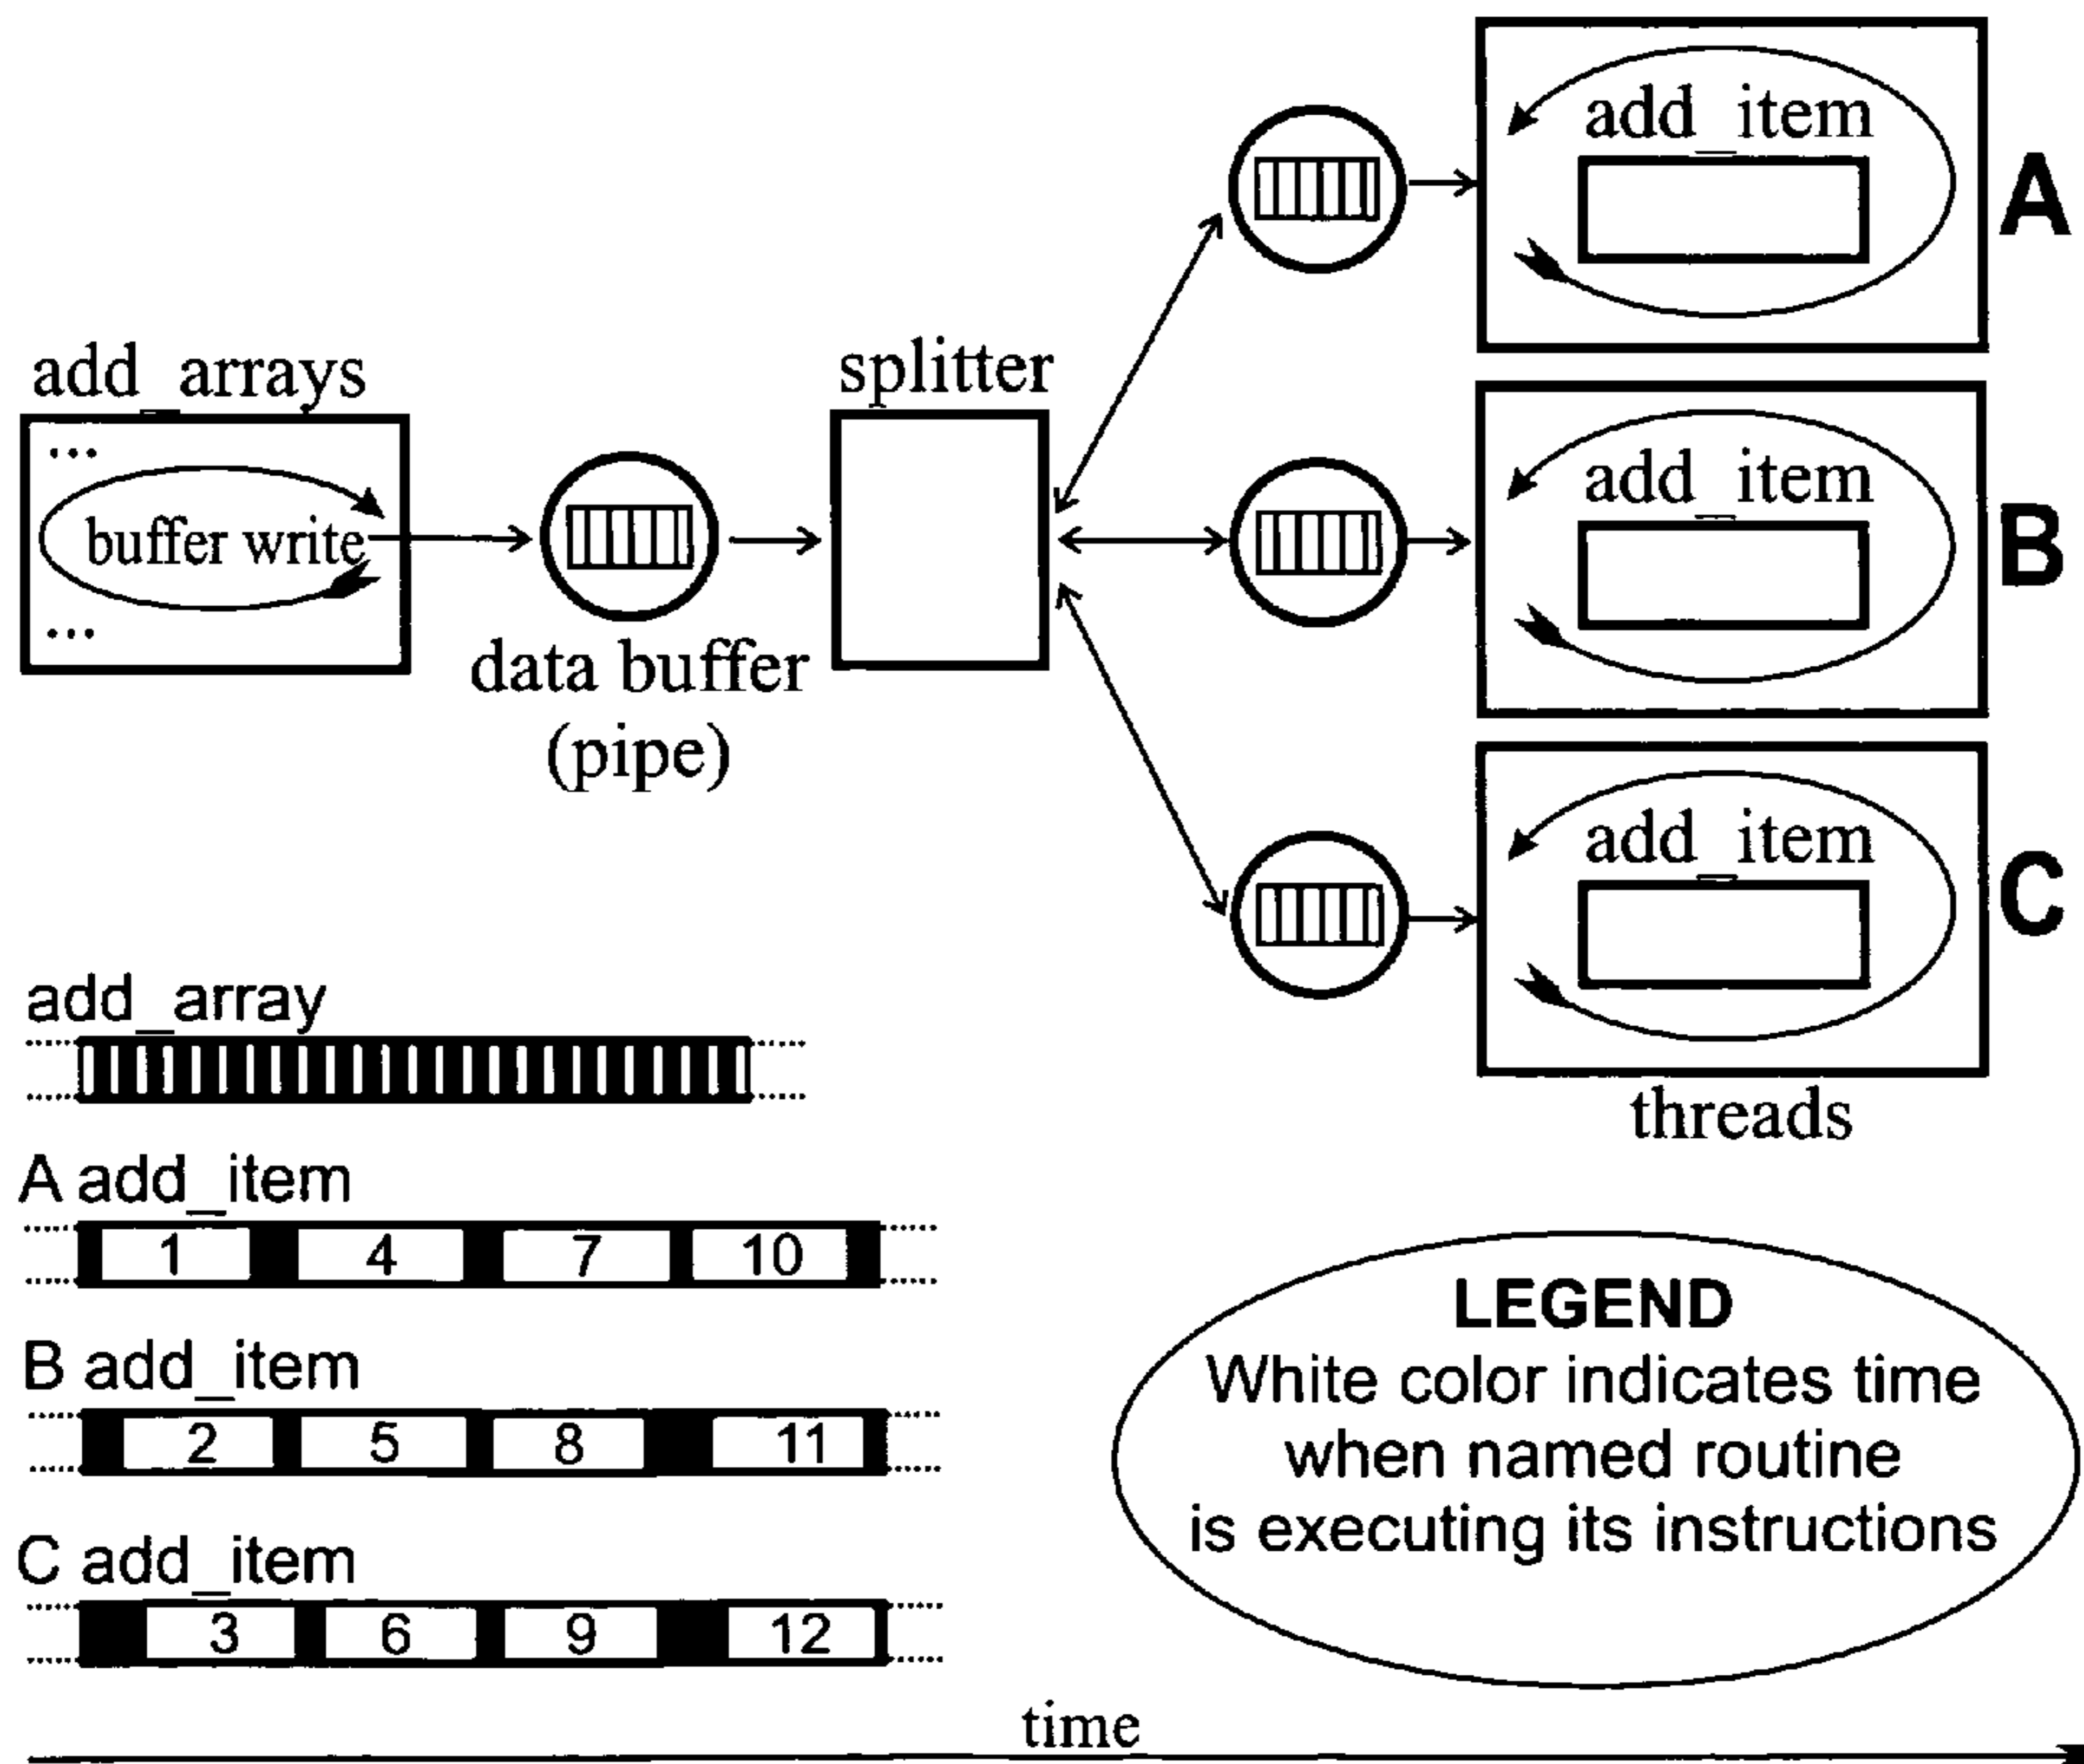 add_item
A
add_arrays
...
buffer write
...
data buffer
(pipe)
splitter
add_item
B
add_item
C
threads
add_array
A add_item
1 4 7 10
B add_item
2 5 8 11
C add_item
3 6 9 12
LEGEND
White color indicates time
when named routine
is executing its instructions
time